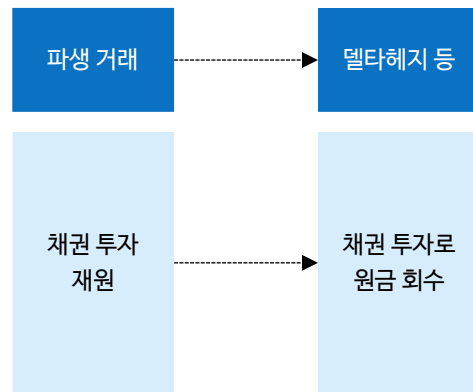 파생 거래
델타헤지 등
채권 투자
재원
채권 투자로
원금 회수